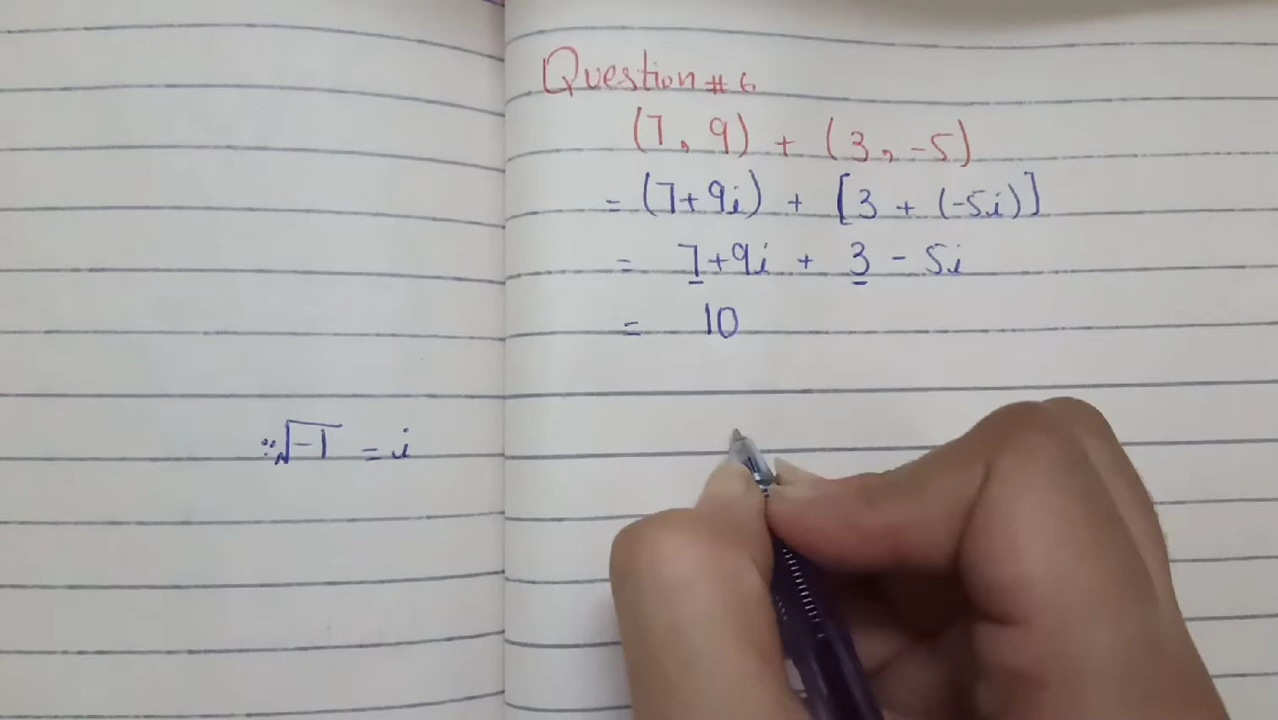 Question # 6
(7, 9) + (3, -5)
= (7+9i) + [3 + (-5i)]
= 7+9i + 3 - 5i
= 10
∵ √-1 = i